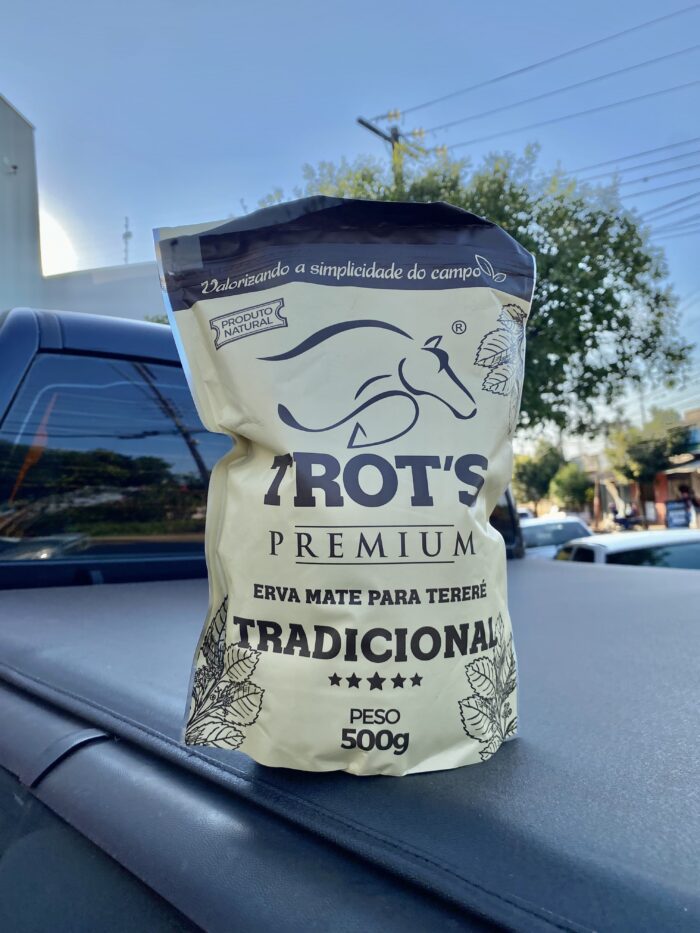 Valorizando a simplicidade do campo
PRODUTO
NATURAL
®
TROT'S
PREMIUM
ERVA MATE PARA TERERÉ
TRADICIONAL
PESO
500g